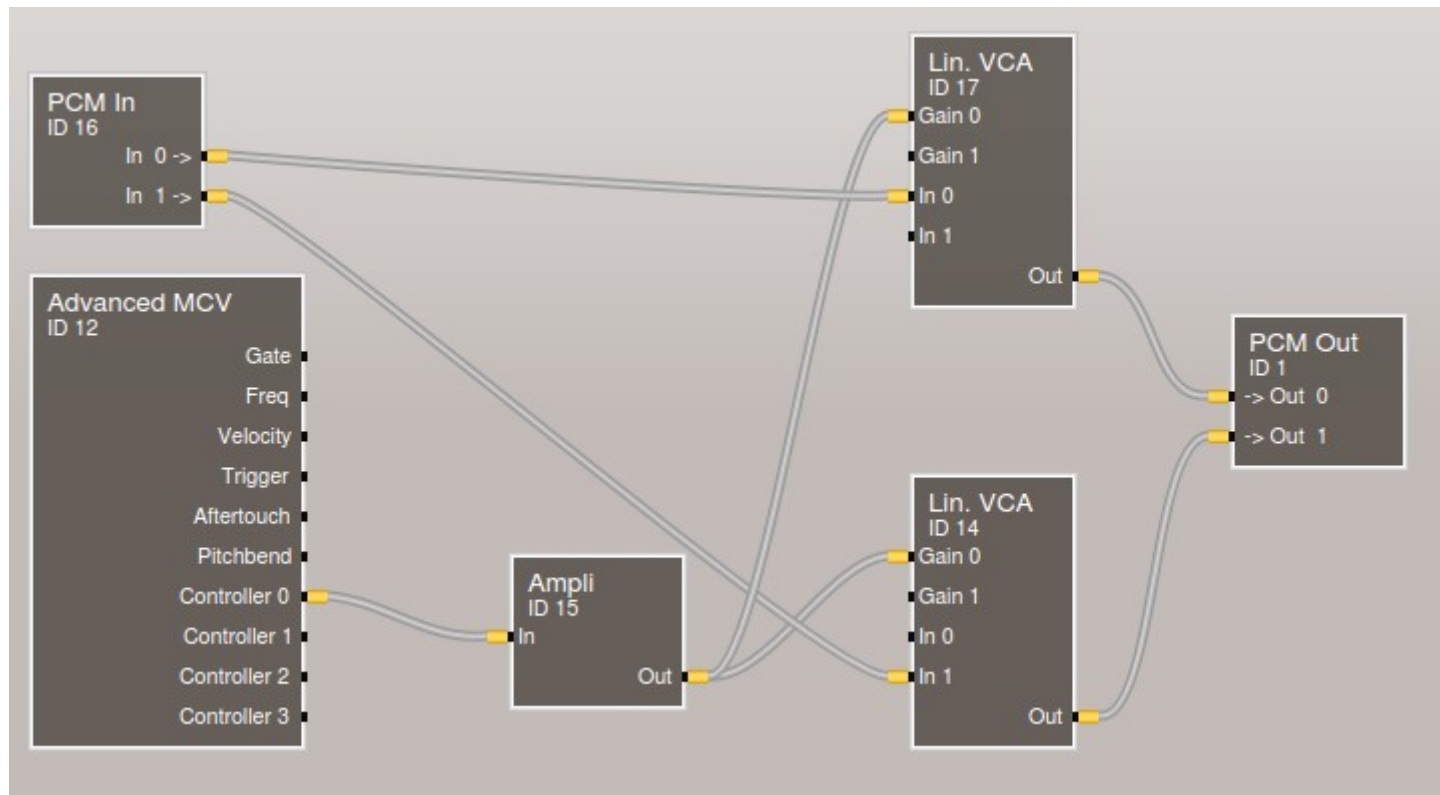 PCM In
ID 16
In 0 ->
In 1 ->
Advanced MCV
ID 12
Gate
Freq
Velocity
Trigger
Aftertouch
Pitchbend
Controller 0
Controller 1
Controller 2
Controller 3
Ampli
ID 15
In
Out
Lin. VCA
ID 17
Gain 0
Gain 1
In 0
In 1
Out
Lin. VCA
ID 14
Gain 0
Gain 1
In 0
In 1
Out
PCM Out
ID 1
-> Out 0
-> Out 1